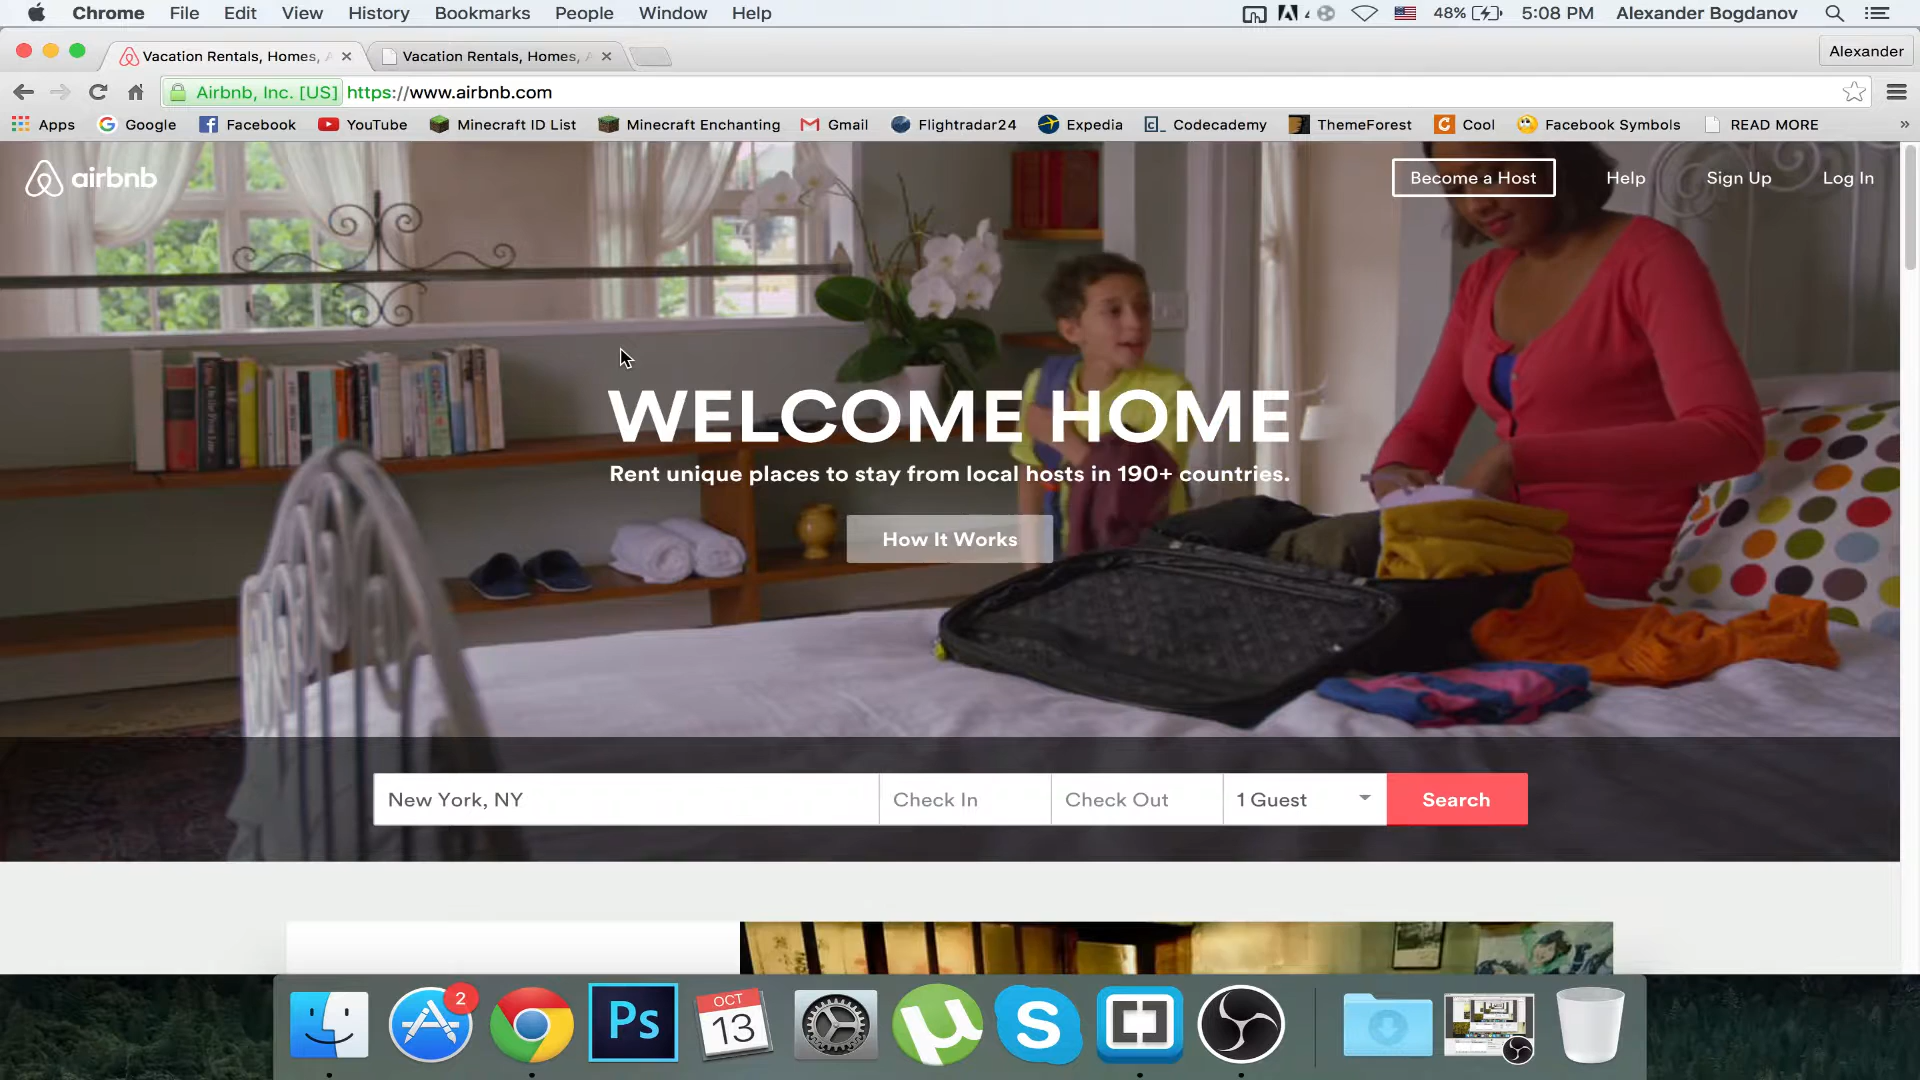 Chrome File Edit View History Bookmarks People Window Help 48% 5:08 PM Alexander Bogdanov
Vacation Rentals, Homes, Vacation Rentals, Homes, Alexander
Airbnb, Inc. [US] https://www.airbnb.com
Apps Google Facebook YouTube Minecraft ID List Minecraft Enchanting Gmail Flightradar24 Expedia Codecademy ThemeForest Cool Facebook Symbols READ MORE »
airbnb Become a Host Help Sign Up Log In
WELCOME HOME
Rent unique places to stay from local hosts in 190+ countries.
How It Works
New York, NY Check In Check Out 1 Guest Search
2
Ps
OCT
13